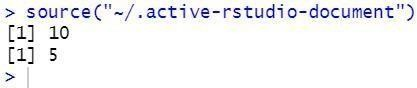 > source("~/.active-rstudio-document")
[1] 10
[1] 5
>